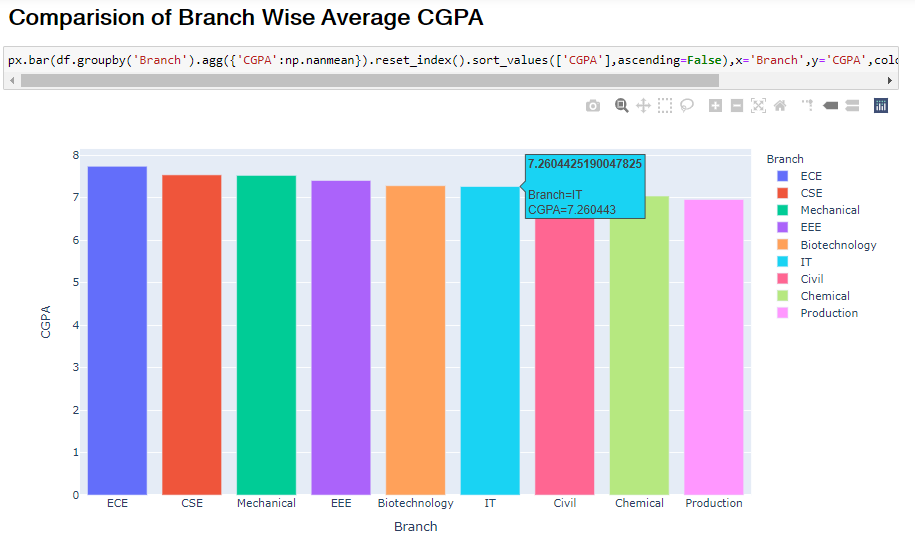 Comparision of Branch Wise Average CGPA
px.bar(df.groupby('Branch').agg({'CGPA':np.nanmean}).reset_index().sort_values(['CGPA'],ascending=False),x='Branch',y='CGPA',colo
8
7
6
5
4
3
2
1
0
CGPA
7.2604425190047825
Branch=IT
CGPA=7.260443
ECE CSE Mechanical EEE Biotechnology IT Civil Chemical Production
Branch
Branch
ECE
CSE
Mechanical
EEE
Biotechnology
IT
Civil
Chemical
Production